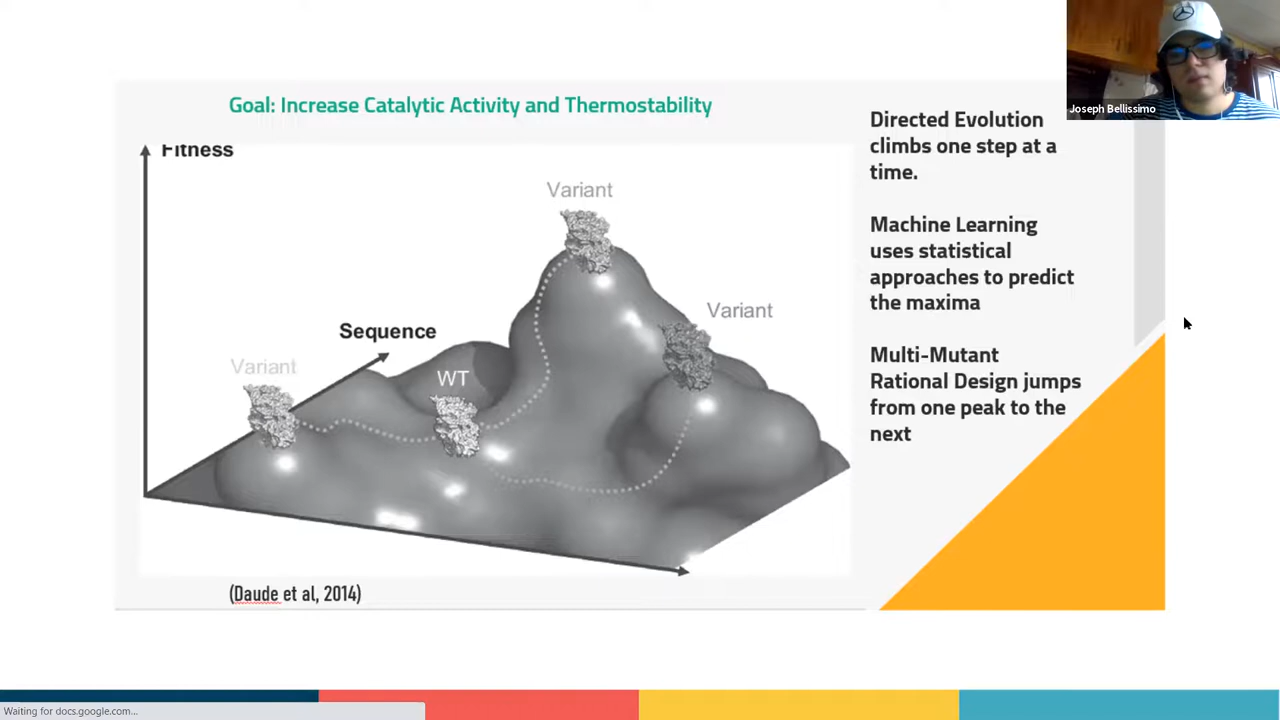 Joseph Bellissimo
Goal: Increase Catalytic Activity and Thermostability
Fitness
Variant
Variant
Sequence
Variant
WT
(Daude et al, 2014)
Directed Evolution
climbs one step at a
time.
Machine Learning
uses statistical
approaches to predict
the maxima
Multi-Mutant
Rational Design jumps
from one peak to the
next
Waiting for docs.google.com...